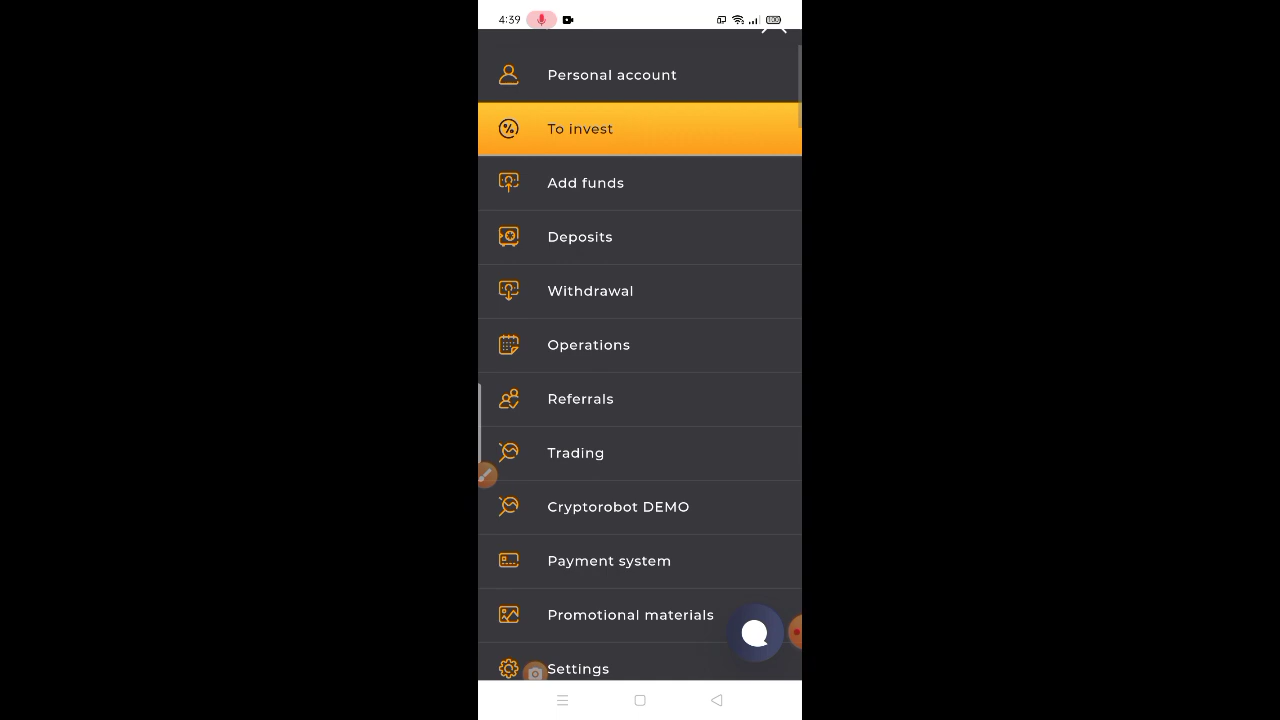 4:39
Personal account
To invest
Add funds
Deposits
Withdrawal
Operations
Referrals
Trading
Cryptorobot DEMO
Payment system
Promotional materials
Settings